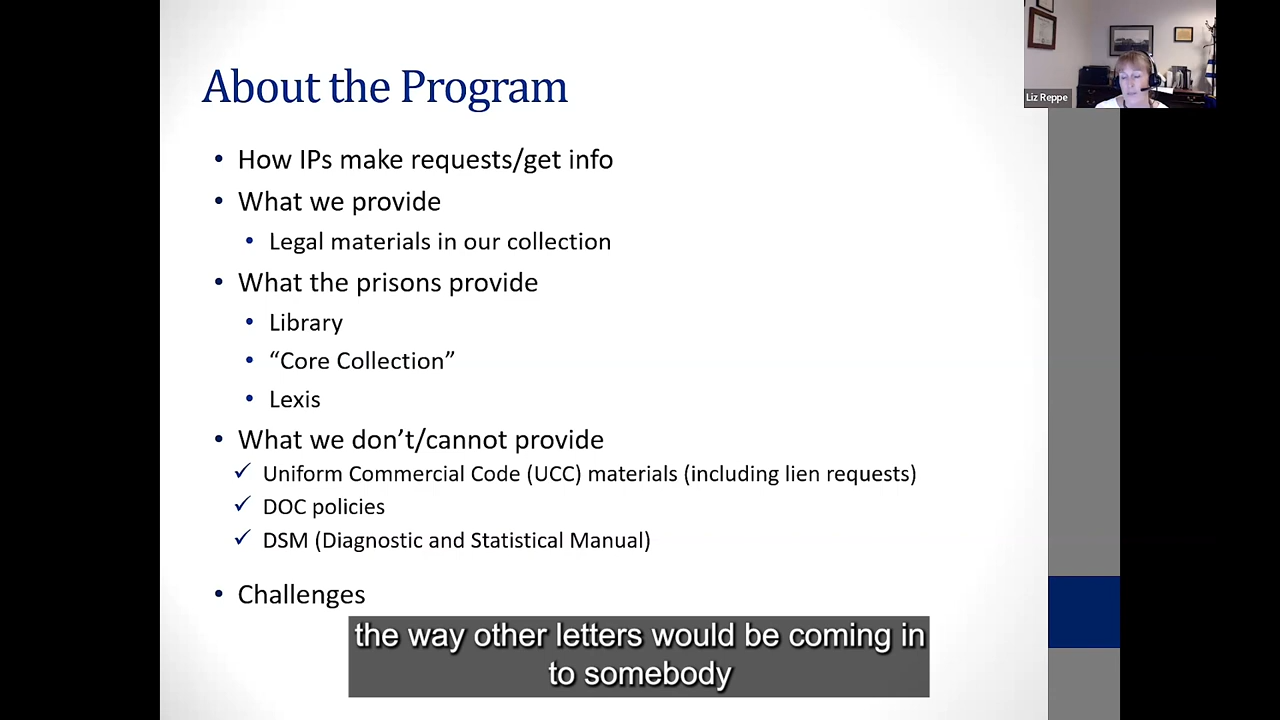 About the Program
Liz Reppe
• How IPs make requests/get info
• What we provide
• Legal materials in our collection
• What the prisons provide
• Library
• “Core Collection”
• Lexis
• What we don’t/cannot provide
✓ Uniform Commercial Code (UCC) materials (including lien requests)
✓ DOC policies
✓ DSM (Diagnostic and Statistical Manual)
• Challenges
the way other letters would be coming in
to somebody